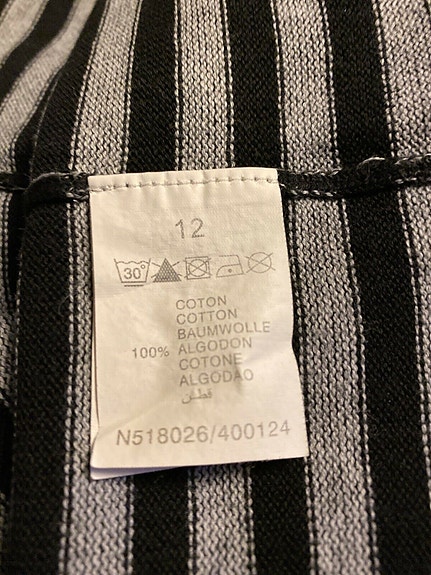 12
30°
COTON
COTTON
BAUMWOLLE
100% ALGODON
COTONE
ALGODAO
قطن
N518026/400124